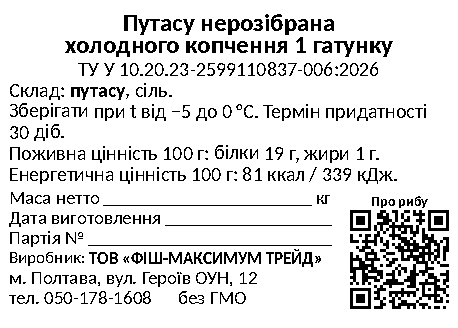 Путасу нерозібрана
холодного копчення 1 гатунку
ТУ У 10.20.23-2599110837-006:2026
Склад: путасу, сіль.
Зберігати при t від −5 до 0 °С. Термін придатності
30 діб.
Поживна цінність 100 г: білки 19 г, жири 1 г.
Енергетична цінність 100 г: 81 ккал / 339 кДж.
Маса нетто ______________________ кг
Дата виготовлення __________________
Партія № __________________________
Виробник: ТОВ «ФІШ-МАКСИМУМ ТРЕЙД»
м. Полтава, вул. Героїв ОУН, 12
тел. 050-178-1608 без ГМО
Про рибу